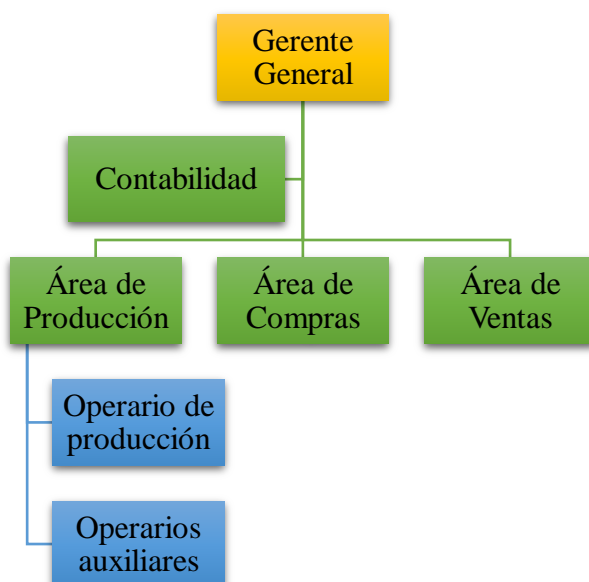 Gerente
General
Contabilidad
Área de
Producción
Área de
Compras
Área de
Ventas
Operario de
producción
Operarios
auxiliares